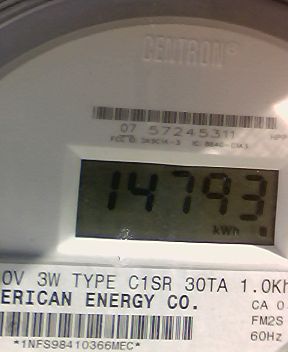 CENTRON®
07 57245311
14793
kWh
0V 3W TYPE C1SR 30TA 1.0Kh
ERICAN ENERGY CO.
CA 0
FM2S
60Hz
*1NFS98410366MEC*